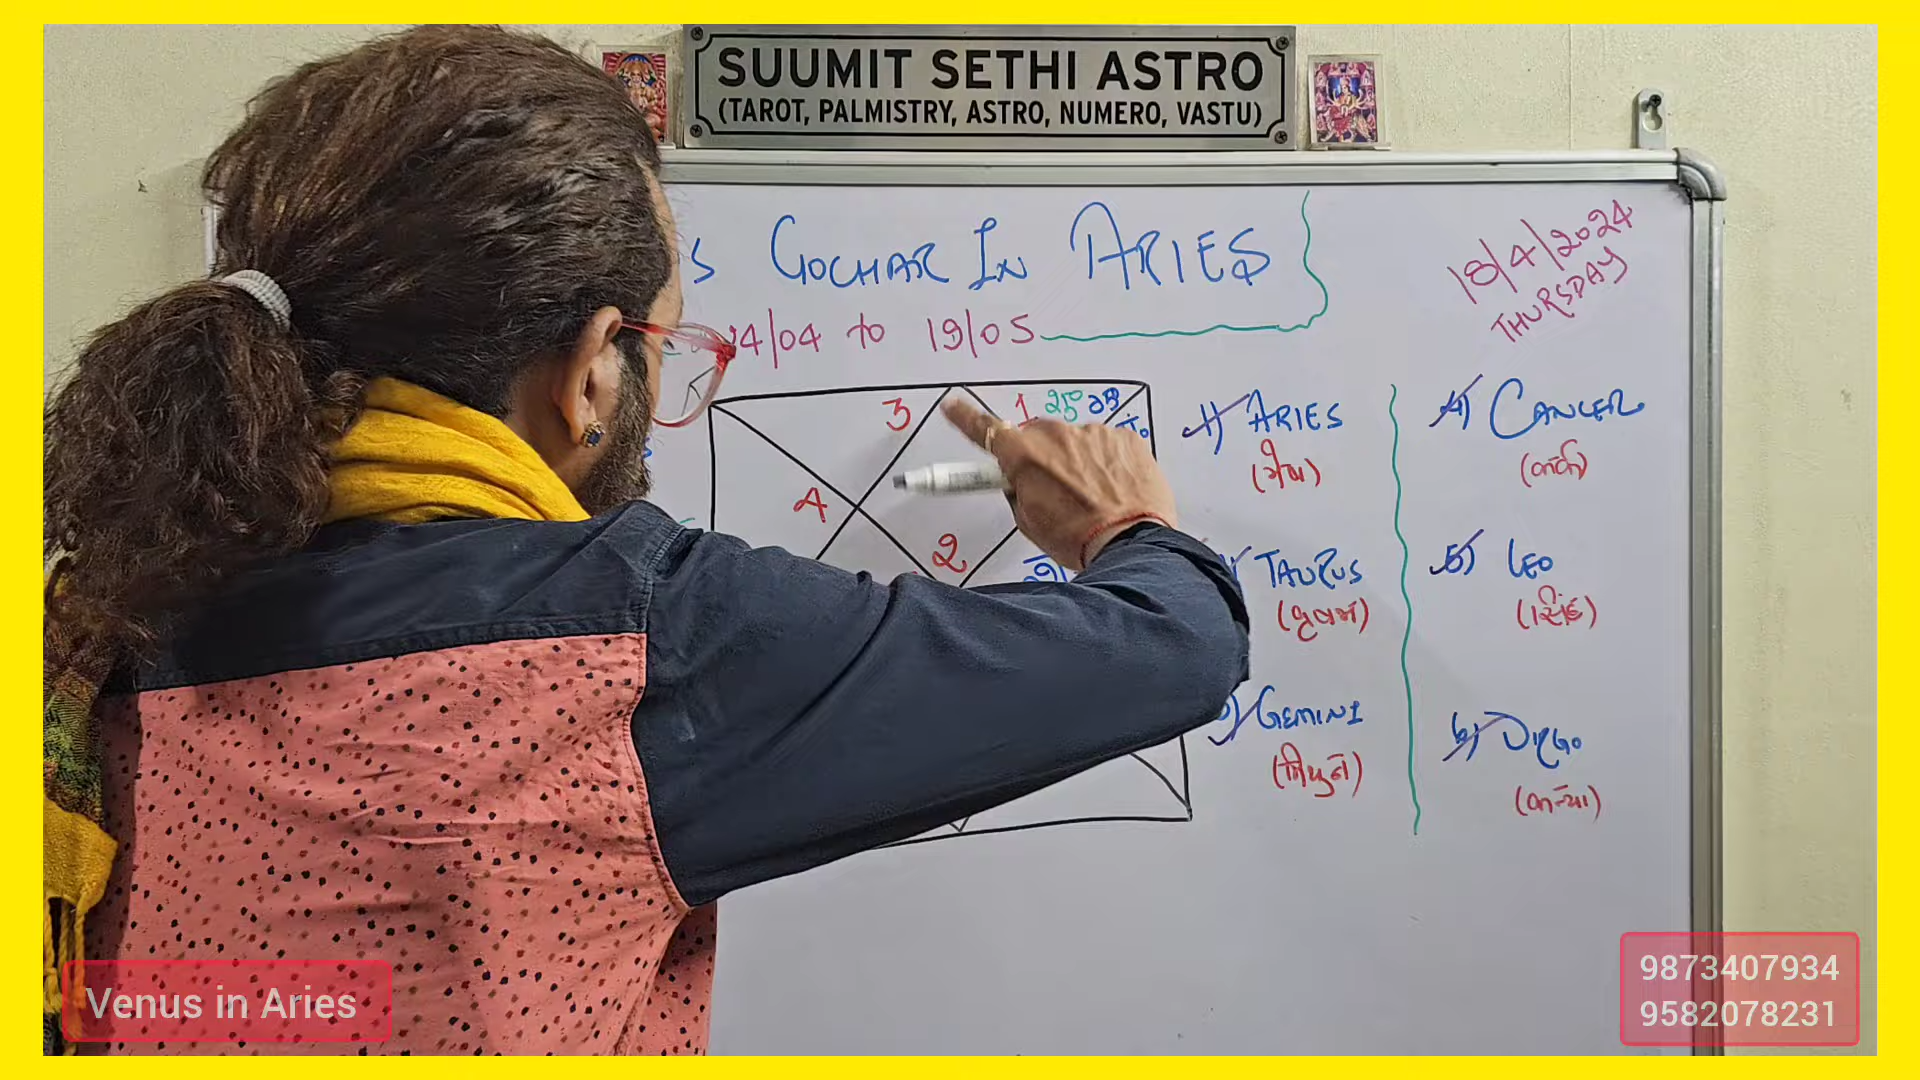 SUUMIT SETHI ASTRO
(TAROT, PALMISTRY, ASTRO, NUMERO, VASTU)
S GOCHAR IN ARIES
4/04 to 19/05
18/4/2024
THURSDAY
3
1
4
2
1) ARIES
(मेष)
TAURUS
(वृषभ)
GEMINI
(मिथुन)
4) CANCER
(कर्क)
5) LEO
(सिंह)
6) VIRGO
(कन्या)
Venus in Aries
9873407934
9582078231